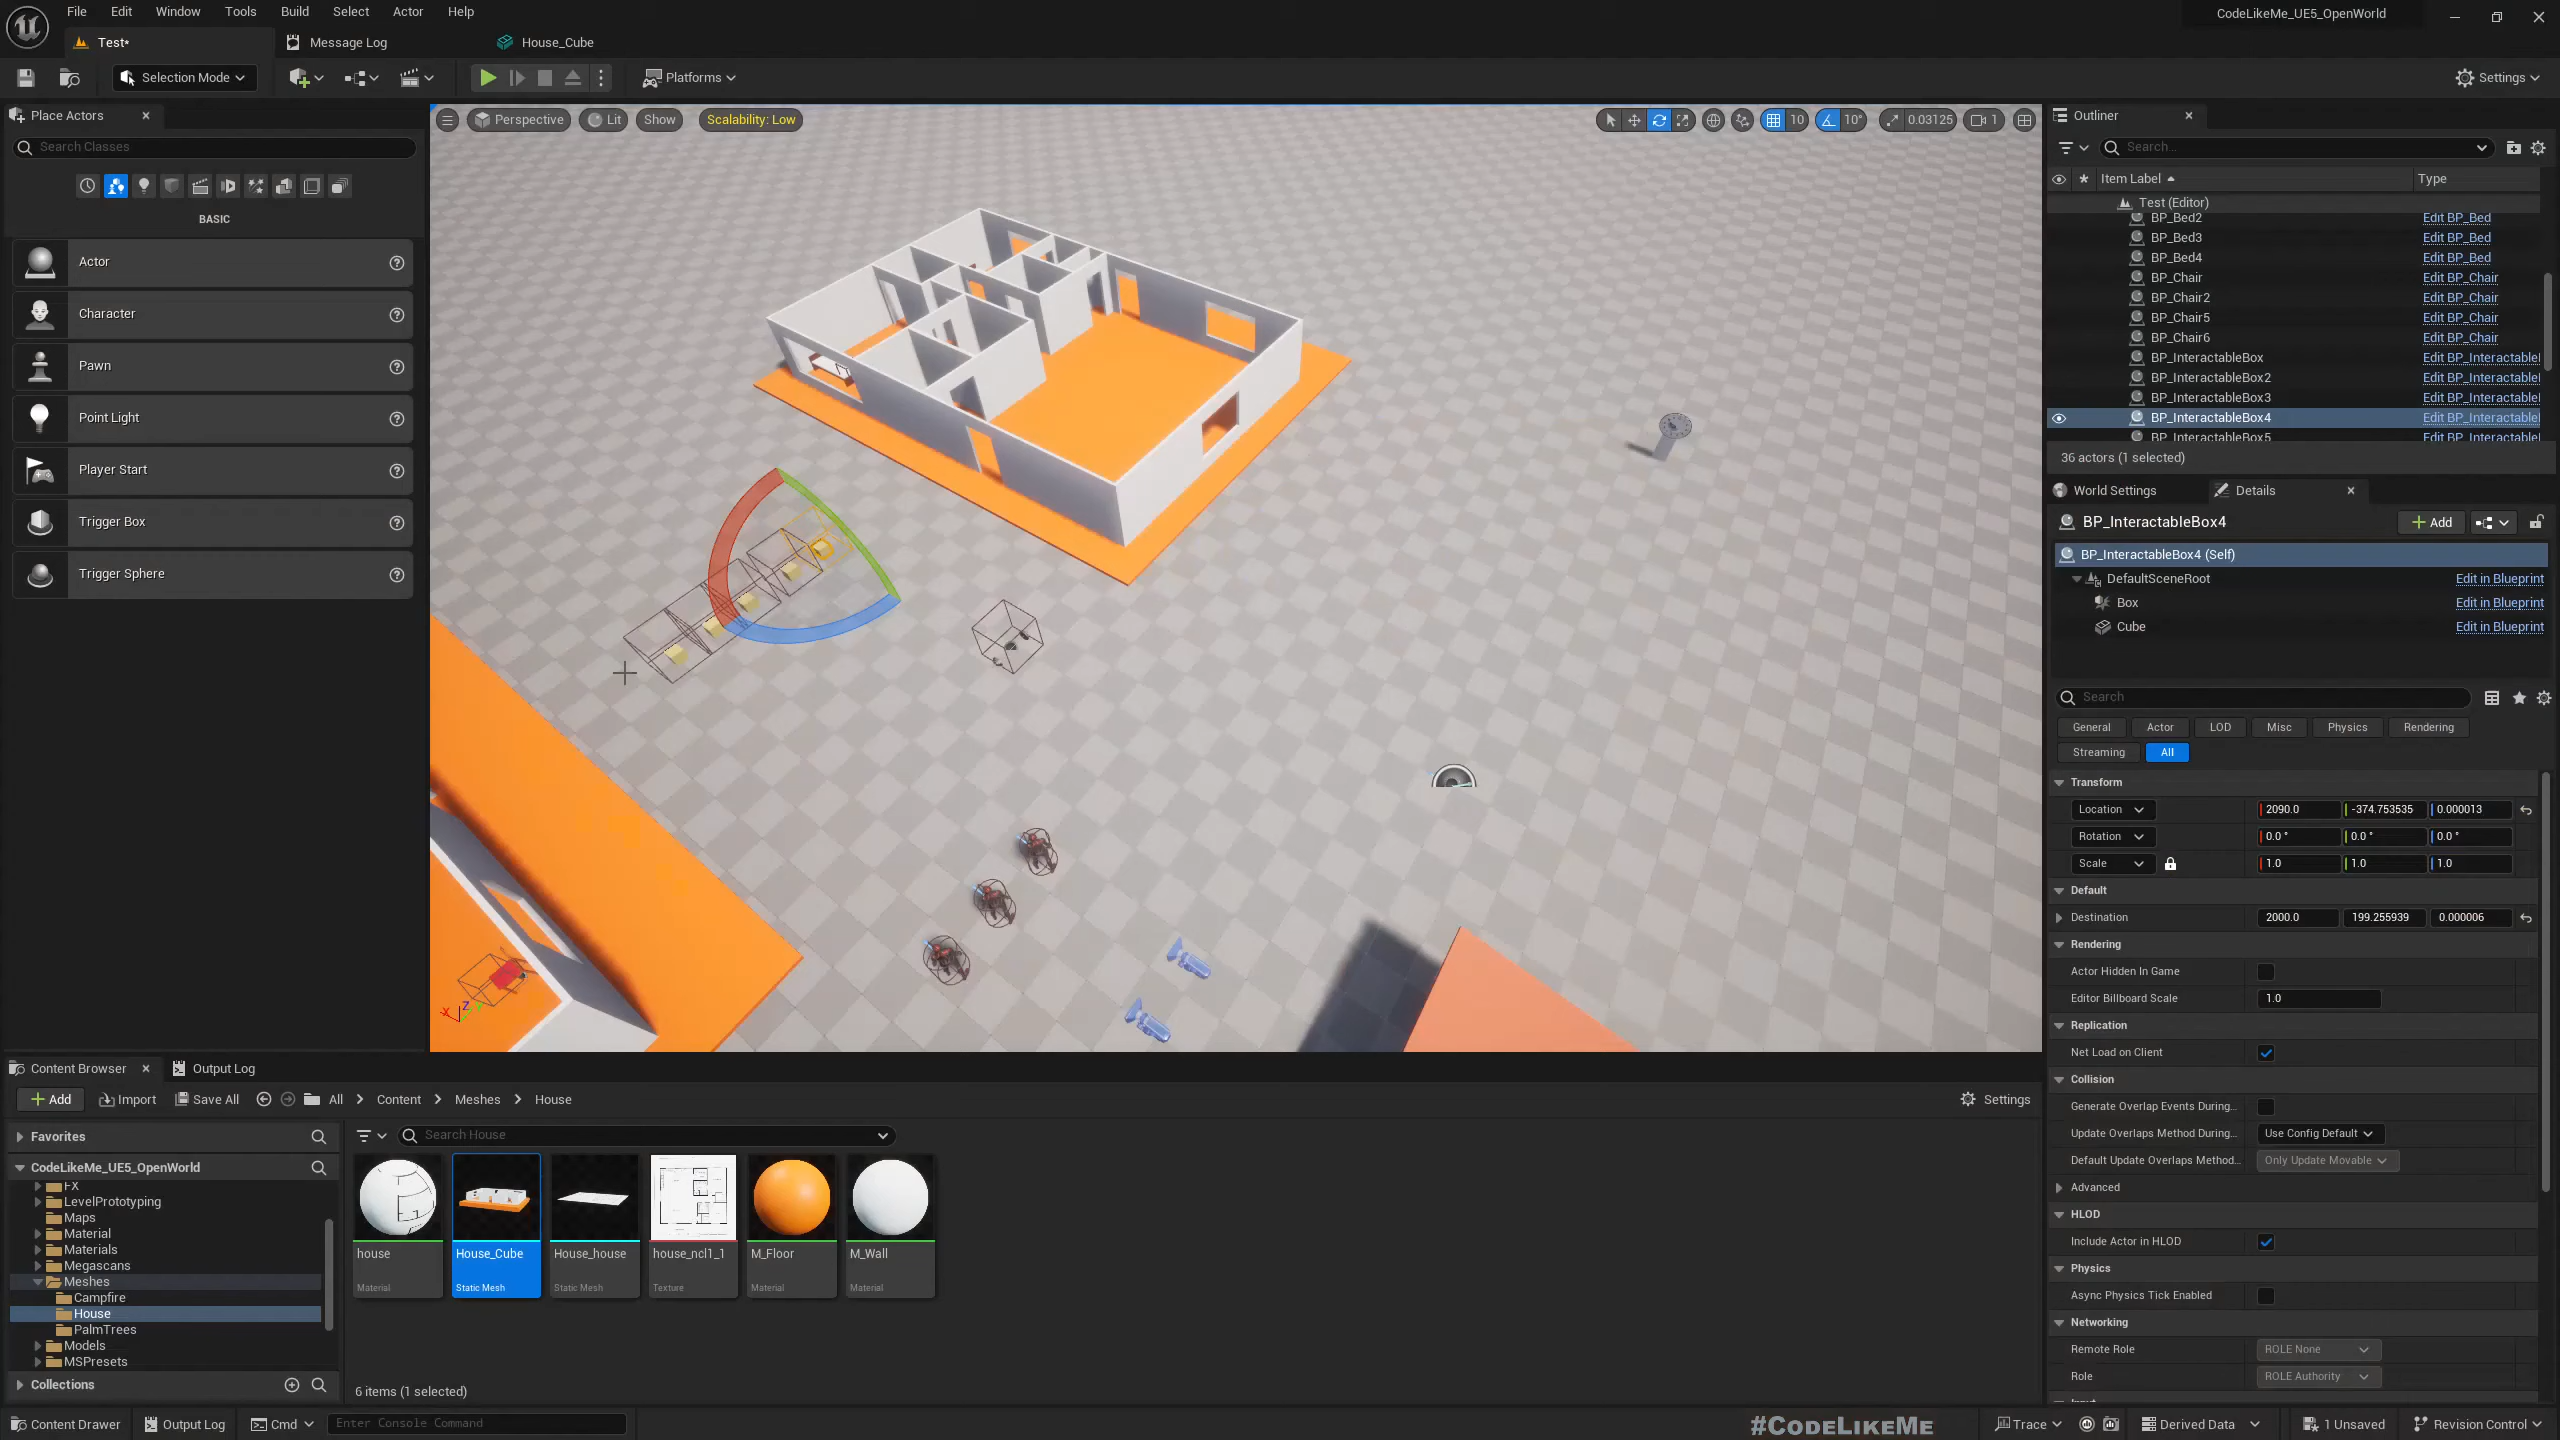 File Edit Window Tools Build Select Actor Help
CodeLikeMe_UE5_OpenWorld
Test*
Message Log
House_Cube
Selection Mode
Platforms
Settings
Place Actors
Search Classes
BASIC
Actor
Character
Pawn
Point Light
Player Start
Trigger Box
Trigger Sphere
Perspective
Lit
Show
Scalability: Low
10
10°
0.03125
1
X
Z
Outliner
Search...
Item Label
Type
Test (Editor)
BP_Bed2 Edit BP_Bed
BP_Bed3 Edit BP_Bed
BP_Bed4 Edit BP_Bed
BP_Chair Edit BP_Chair
BP_Chair2 Edit BP_Chair
BP_Chair5 Edit BP_Chair
BP_Chair6 Edit BP_Chair
BP_InteractableBox Edit BP_Interactable
BP_InteractableBox2 Edit BP_Interactable
BP_InteractableBox3 Edit BP_Interactable
BP_InteractableBox4 Edit BP_Interactable
BP_InteractableBox5 Edit BP_Interactable
36 actors (1 selected)
World Settings
Details
BP_InteractableBox4
Add
BP_InteractableBox4 (Self)
DefaultSceneRoot Edit in Blueprint
Box Edit in Blueprint
Cube Edit in Blueprint
Search
General Actor LOD Misc Physics Rendering
Streaming All
Transform
Location 2090.0 -374.753535 0.000013
Rotation 0.0 ° 0.0 ° 0.0 °
Scale 1.0 1.0 1.0
Default
Destination 2000.0 199.255939 0.000006
Rendering
Actor Hidden In Game
Editor Billboard Scale 1.0
Replication
Net Load on Client
Collision
Generate Overlap Events During...
Update Overlaps Method During... Use Config Default
Default Update Overlaps Method... Only Update Movable
Advanced
HLOD
Include Actor in HLOD
Physics
Async Physics Tick Enabled
Networking
Remote Role ROLE None
Role ROLE Authority
Content Browser
Output Log
Add
Import
Save All
All > Content > Meshes > House
Settings
Favorites
Search House
CodeLikeMe_UE5_OpenWorld
FX
LevelPrototyping
Maps
Material
Materials
Megascans
Meshes
Campfire
House
PalmTrees
Models
MSPresets
Collections
house
Material
House_Cube
Static Mesh
House_house
Static Mesh
house_ncl1_1
Texture
M_Floor
Material
M_Wall
Material
6 items (1 selected)
Content Drawer
Output Log
Cmd
Enter Console Command
#CodeLikeMe
Trace
Derived Data
1 Unsaved
Revision Control